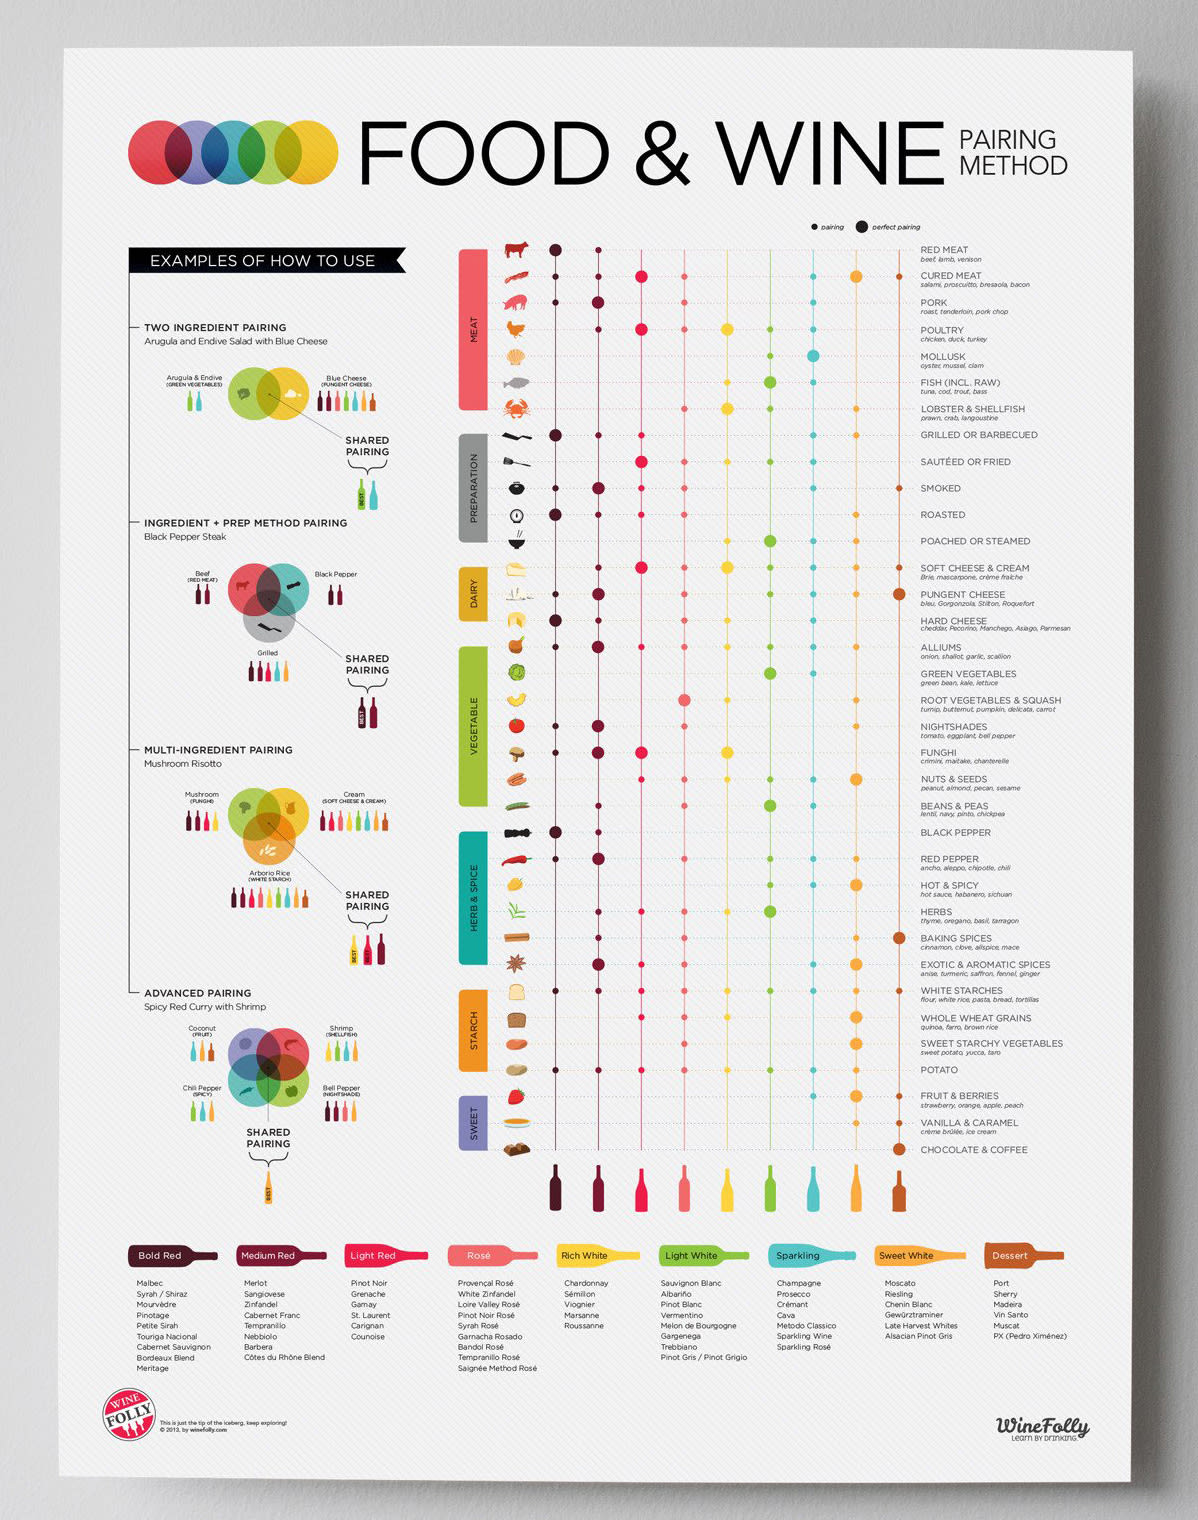 FOOD & WINE
PAIRING
METHOD
pairing
perfect pairing
EXAMPLES OF HOW TO USE
TWO INGREDIENT PAIRING
Arugula and Endive Salad with Blue Cheese
Arugula & Endive
(GREEN VEGETABLES)
Blue Cheese
(PUNGENT CHEESE)
SHARED
PAIRING
BEST
INGREDIENT + PREP METHOD PAIRING
Black Pepper Steak
Beef
(RED MEAT)
Black Pepper
Grilled
SHARED
PAIRING
BEST
MULTI-INGREDIENT PAIRING
Mushroom Risotto
Mushroom
(FUNGHI)
Cream
(SOFT CHEESE & CREAM)
Arborio Rice
(WHITE STARCH)
SHARED
PAIRING
BEST
BEST
ADVANCED PAIRING
Spicy Red Curry with Shrimp
Coconut
(FRUIT)
Shrimp
(SHELLFISH)
Chili Pepper
(SPICY)
Bell Pepper
(NIGHTSHADE)
SHARED
PAIRING
BEST
MEAT
RED MEAT
beef, lamb, venison
CURED MEAT
salami, proscuitto, bresaola, bacon
PORK
roast, tenderloin, pork chop
POULTRY
chicken, duck, turkey
MOLLUSK
oyster, mussel, clam
FISH (INCL. RAW)
tuna, cod, trout, bass
LOBSTER & SHELLFISH
prawn, crab, langoustine
PREPARATION
GRILLED OR BARBECUED
SAUTÉED OR FRIED
SMOKED
ROASTED
POACHED OR STEAMED
DAIRY
SOFT CHEESE & CREAM
Brie, mascarpone, crème fraîche
PUNGENT CHEESE
bleu, Gorgonzola, Stilton, Roquefort
HARD CHEESE
cheddar, Pecorino, Manchego, Asiago, Parmesan
VEGETABLE
ALLIUMS
onion, shallot, garlic, scallion
GREEN VEGETABLES
green bean, kale, lettuce
ROOT VEGETABLES & SQUASH
turnip, butternut, pumpkin, delicata, carrot
NIGHTSHADES
tomato, eggplant, bell pepper
FUNGHI
crimini, maitake, chanterelle
NUTS & SEEDS
peanut, almond, pecan, sesame
BEANS & PEAS
lentil, navy, pinto, chickpea
HERB & SPICE
BLACK PEPPER
RED PEPPER
ancho, aleppo, chipotle, chili
HOT & SPICY
hot sauce, habanero, sichuan
HERBS
thyme, oregano, basil, tarragon
BAKING SPICES
cinnamon, clove, allspice, mace
EXOTIC & AROMATIC SPICES
anise, turmeric, saffron, fennel, ginger
STARCH
WHITE STARCHES
flour, white rice, pasta, bread, tortillas
WHOLE WHEAT GRAINS
quinoa, farro, brown rice
SWEET STARCHY VEGETABLES
sweet potato, yucca, taro
POTATO
SWEET
FRUIT & BERRIES
strawberry, orange, apple, peach
VANILLA & CARAMEL
crème brûlée, ice cream
CHOCOLATE & COFFEE
Bold Red
Malbec
Syrah / Shiraz
Mourvèdre
Pinotage
Petite Sirah
Touriga Nacional
Cabernet Sauvignon
Bordeaux Blend
Meritage
Medium Red
Merlot
Sangiovese
Zinfandel
Cabernet Franc
Tempranillo
Nebbiolo
Barbera
Côtes du Rhône Blend
Light Red
Pinot Noir
Grenache
Gamay
St. Laurent
Carignan
Counoise
Rosé
Provençal Rosé
White Zinfandel
Loire Valley Rosé
Pinot Noir Rosé
Syrah Rosé
Garnacha Rosado
Bandol Rosé
Tempranillo Rosé
Saignée Method Rosé
Rich White
Chardonnay
Sémillon
Viognier
Marsanne
Roussanne
Light White
Sauvignon Blanc
Albariño
Pinot Blanc
Vermentino
Melon de Bourgogne
Gargenega
Trebbiano
Pinot Gris / Pinot Grigio
Sparkling
Champagne
Prosecco
Crémant
Cava
Metodo Classico
Sparkling Wine
Sparkling Rosé
Sweet White
Moscato
Riesling
Chenin Blanc
Gewürztraminer
Late Harvest Whites
Alsacian Pinot Gris
Dessert
Port
Sherry
Madeira
Vin Santo
Muscat
PX (Pedro Ximénez)
WINE
FOLLY
This is just the tip of the iceberg, keep exploring!
© 2013, by winefolly.com
WineFolly
LEARN BY DRINKING.